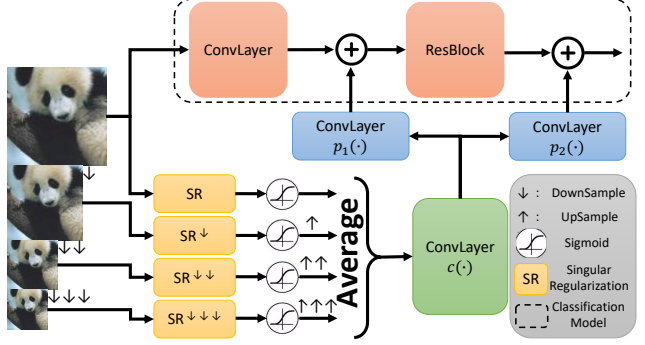 ConvLayer
+
ResBlock
+
ConvLayer
p₁(·)
ConvLayer
p₂(·)
↓
↓↓
↓↓↓
SR
SR↓
↑
SR↓↓
↑↑
SR↓↓↓
↑↑↑
Average
ConvLayer
c(·)
↓ : DownSample
↑ : UpSample
Sigmoid
SR Singular
Regularization
Classification
Model